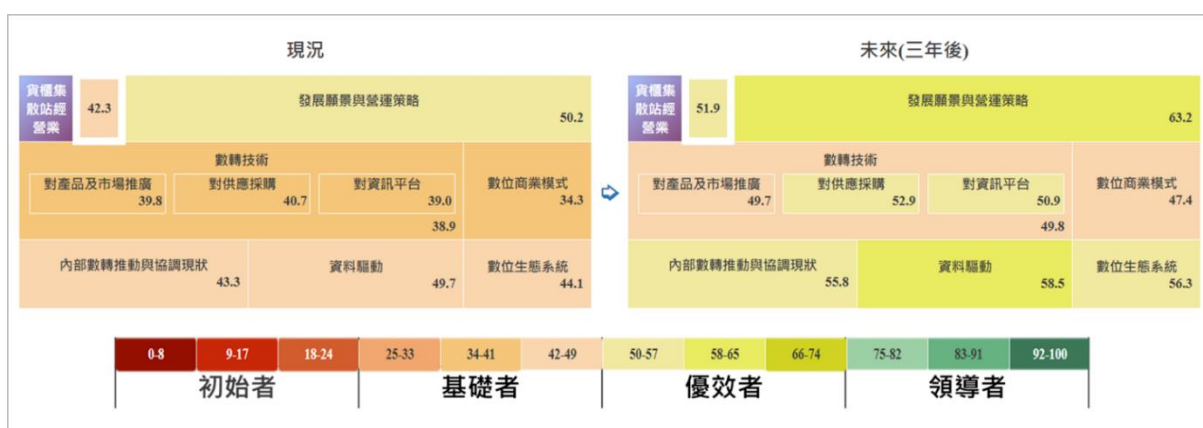 現況
貨櫃集
散站經
營業
42.3
發展願景與營運策略
50.2
數轉技術
對產品及市場推廣
39.8
對供應採購
40.7
對資訊平台
39.0
38.9
數位商業模式
34.3
內部數轉推動與協調現狀
43.3
資料驅動
49.7
數位生態系統
44.1
未來(三年後)
貨櫃集
散站經
營業
51.9
發展願景與營運策略
63.2
數轉技術
對產品及市場推廣
49.7
對供應採購
52.9
對資訊平台
50.9
49.8
數位商業模式
47.4
內部數轉推動與協調現狀
55.8
資料驅動
58.5
數位生態系統
56.3
0-8 9-17 18-24 25-33 34-41 42-49 50-57 58-65 66-74 75-82 83-91 92-100
初始者 基礎者 優效者 領導者